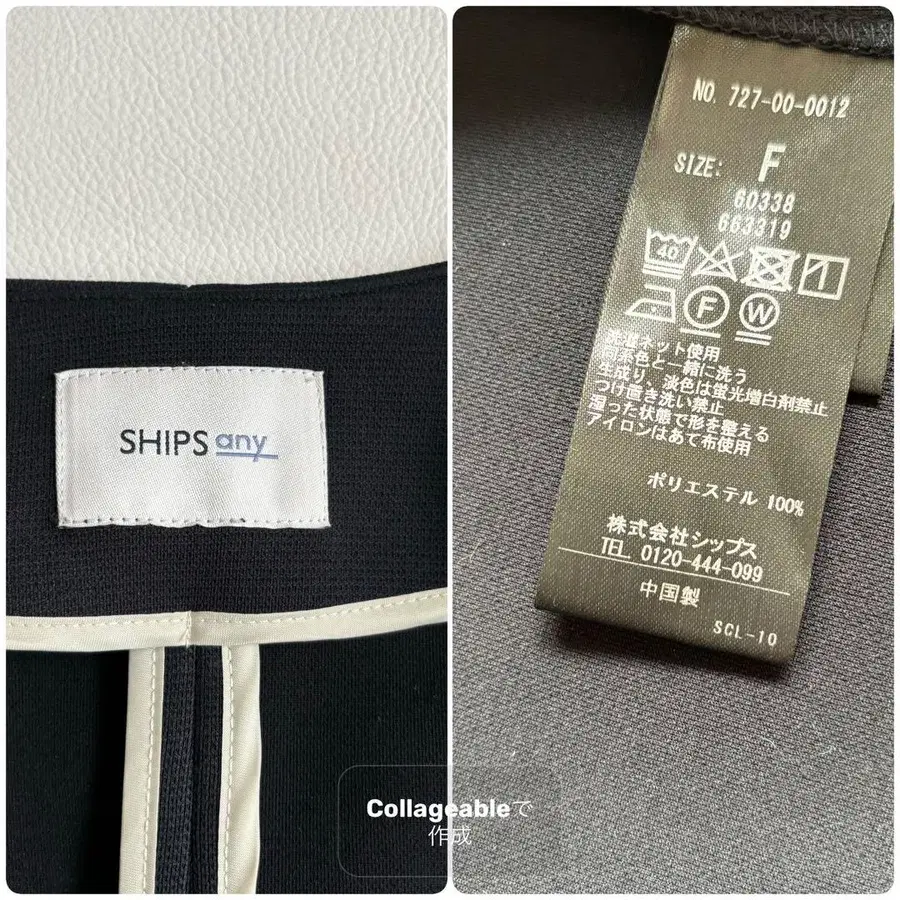 SHIPS any
NO. 727-00-0012
SIZE: F
60338
663319
40
1
F
W
洗濯ネット使用
同系色と一緒に洗う
生成り、淡色は蛍光増白剤禁止
つけ置き洗い禁止
湿った状態で形を整える
アイロンはあて布使用
ポリエステル 100%
株式会社シップス
TEL. 0120-444-099
中国製
SCL-10
Collageableで
作成